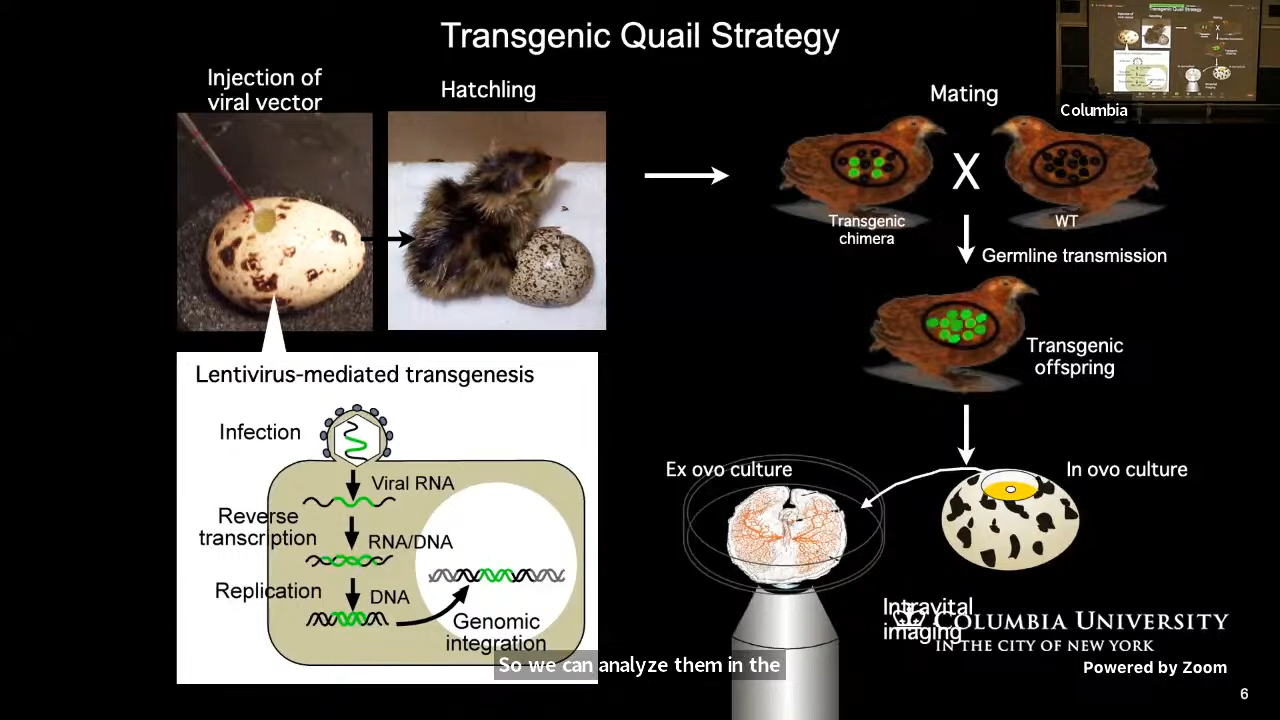 Transgenic Quail Strategy
Injection of
viral vector
Hatchling
Mating
Columbia
X
Transgenic
chimera
WT
Germline transmission
Transgenic
offspring
Lentivirus-mediated transgenesis
Infection
Viral RNA
Reverse
transcription
RNA/DNA
Replication
DNA
Genomic
integration
Ex ovo culture
In ovo culture
Intravital
imaging
COLUMBIA UNIVERSITY
IN THE CITY OF NEW YORK
So we can analyze them in the
Powered by Zoom
6